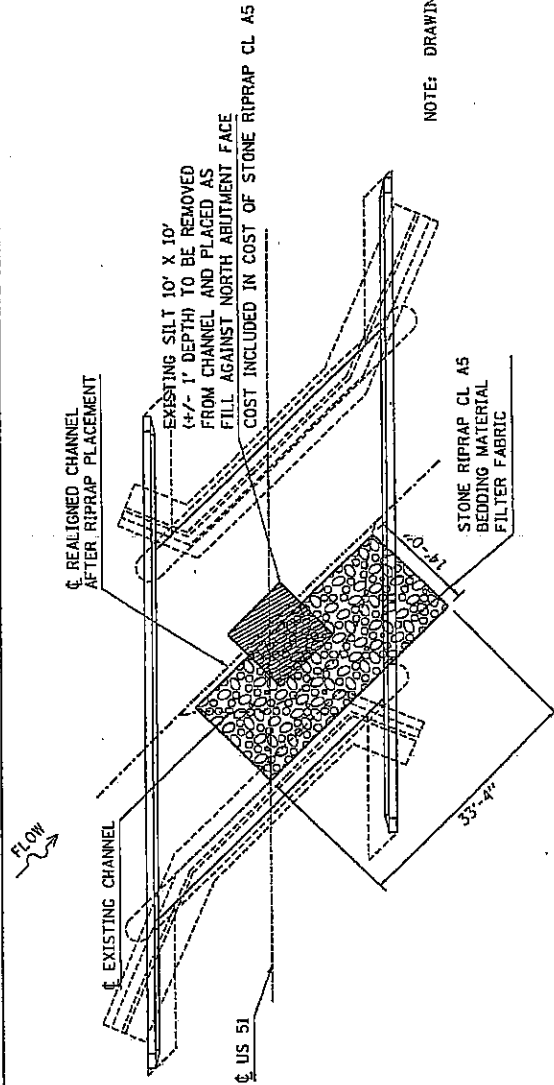 FLOW
℄ EXISTING CHANNEL
℄ US 51
℄ REALIGNED CHANNEL
AFTER RIPRAP PLACEMENT
EXISTING SILT 10' X 10'
(+/- 1' DEPTH) TO BE REMOVED
FROM CHANNEL AND PLACED AS
FILL AGAINST NORTH ABUTMENT FACE
COST INCLUDED IN COST OF STONE RIPRAP CL A5
14'-0"
33'-4"
STONE RIPRAP CL A5
BEDDING MATERIAL
FILTER FABRIC
NOTE: DRAWIN